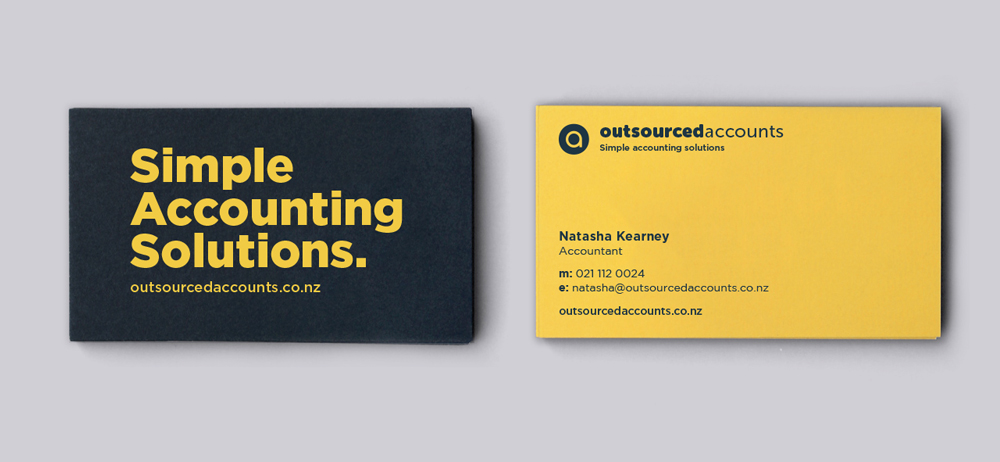 Simple
Accounting
Solutions.
outsourcedaccounts.co.nz
outsourcedaccounts
Simple accounting solutions
Natasha Kearney
Accountant
m: 021 112 0024
e: natasha@outsourcedaccounts.co.nz
outsourcedaccounts.co.nz